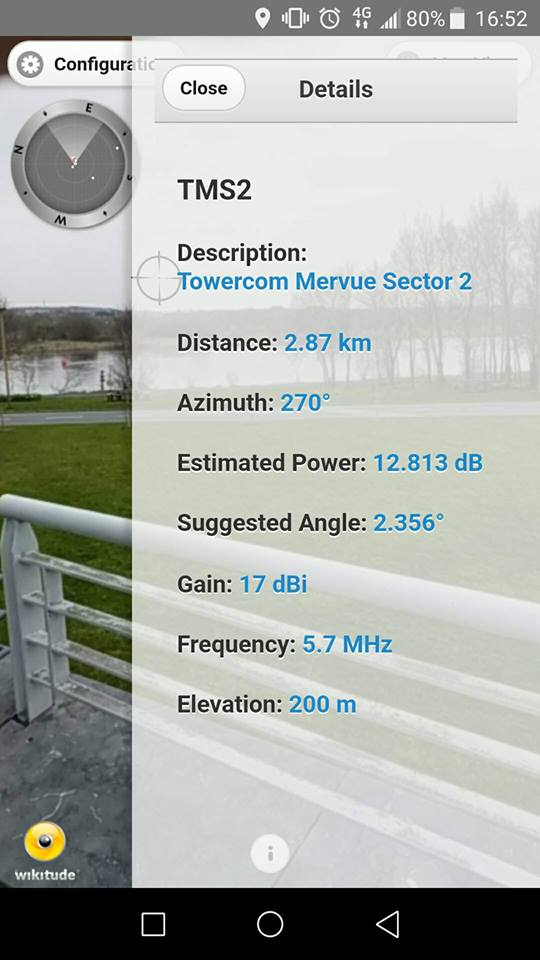 4G 80% 16:52
Configuratio
Close
Details
E
N
S
W
TMS2
Description:
Towercom Mervue Sector 2
Distance: 2.87 km
Azimuth: 270°
Estimated Power: 12.813 dB
Suggested Angle: 2.356°
Gain: 17 dBi
Frequency: 5.7 MHz
Elevation: 200 m
wikitude